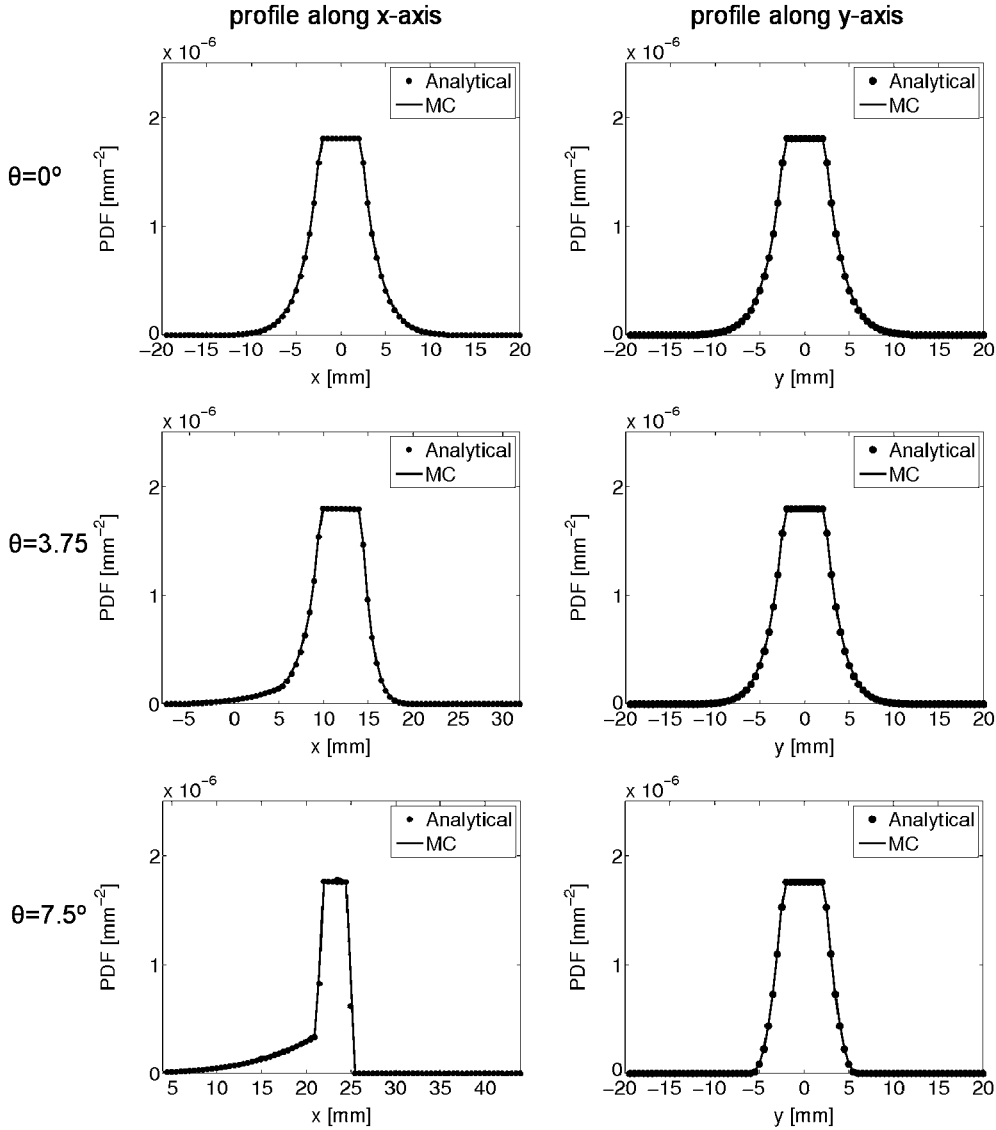 profile along x-axis
profile along y-axis
θ=0º
x 10⁻⁶
Analytical
MC
PDF [mm⁻²]
2
1
0
−20 −15 −10 −5 0 5 10 15 20
x [mm]
x 10⁻⁶
Analytical
MC
PDF [mm⁻²]
2
1
0
−20 −15 −10 −5 0 5 10 15 20
y [mm]
θ=3.75
x 10⁻⁶
Analytical
MC
PDF [mm⁻²]
2
1
0
−5 0 5 10 15 20 25 30
x [mm]
x 10⁻⁶
Analytical
MC
PDF [mm⁻²]
2
1
0
−20 −15 −10 −5 0 5 10 15 20
y [mm]
θ=7.5º
x 10⁻⁶
Analytical
MC
PDF [mm⁻²]
2
1
0
5 10 15 20 25 30 35 40
x [mm]
x 10⁻⁶
Analytical
MC
PDF [mm⁻²]
2
1
0
−20 −15 −10 −5 0 5 10 15 20
y [mm]